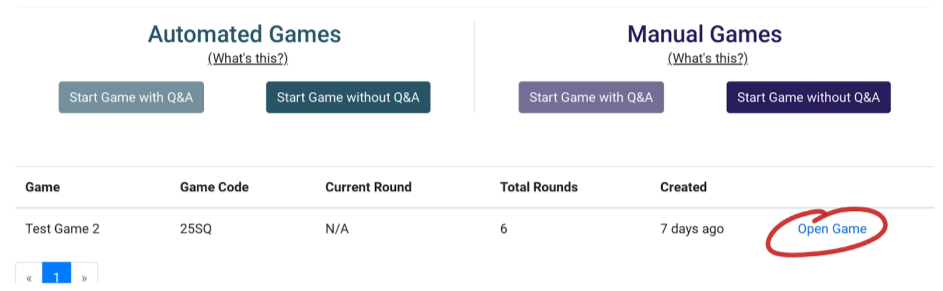 Automated Games
(What's this?)
Start Game with Q&A Start Game without Q&A
Manual Games
(What's this?)
Start Game with Q&A Start Game without Q&A
Game Game Code Current Round Total Rounds Created
Test Game 2 25SQ N/A 6 7 days ago Open Game
« 1 »